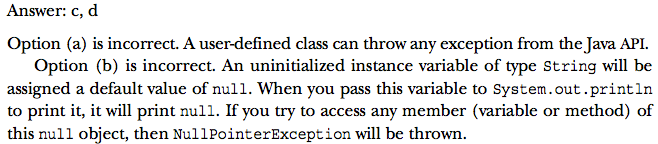 Answer: c, d
Option (a) is incorrect. A user-defined class can throw any exception from the Java API.
Option (b) is incorrect. An uninitialized instance variable of type String will be
assigned a default value of null. When you pass this variable to System.out.println
to print it, it will print null. If you try to access any member (variable or method) of
this null object, then NullPointerException will be thrown.